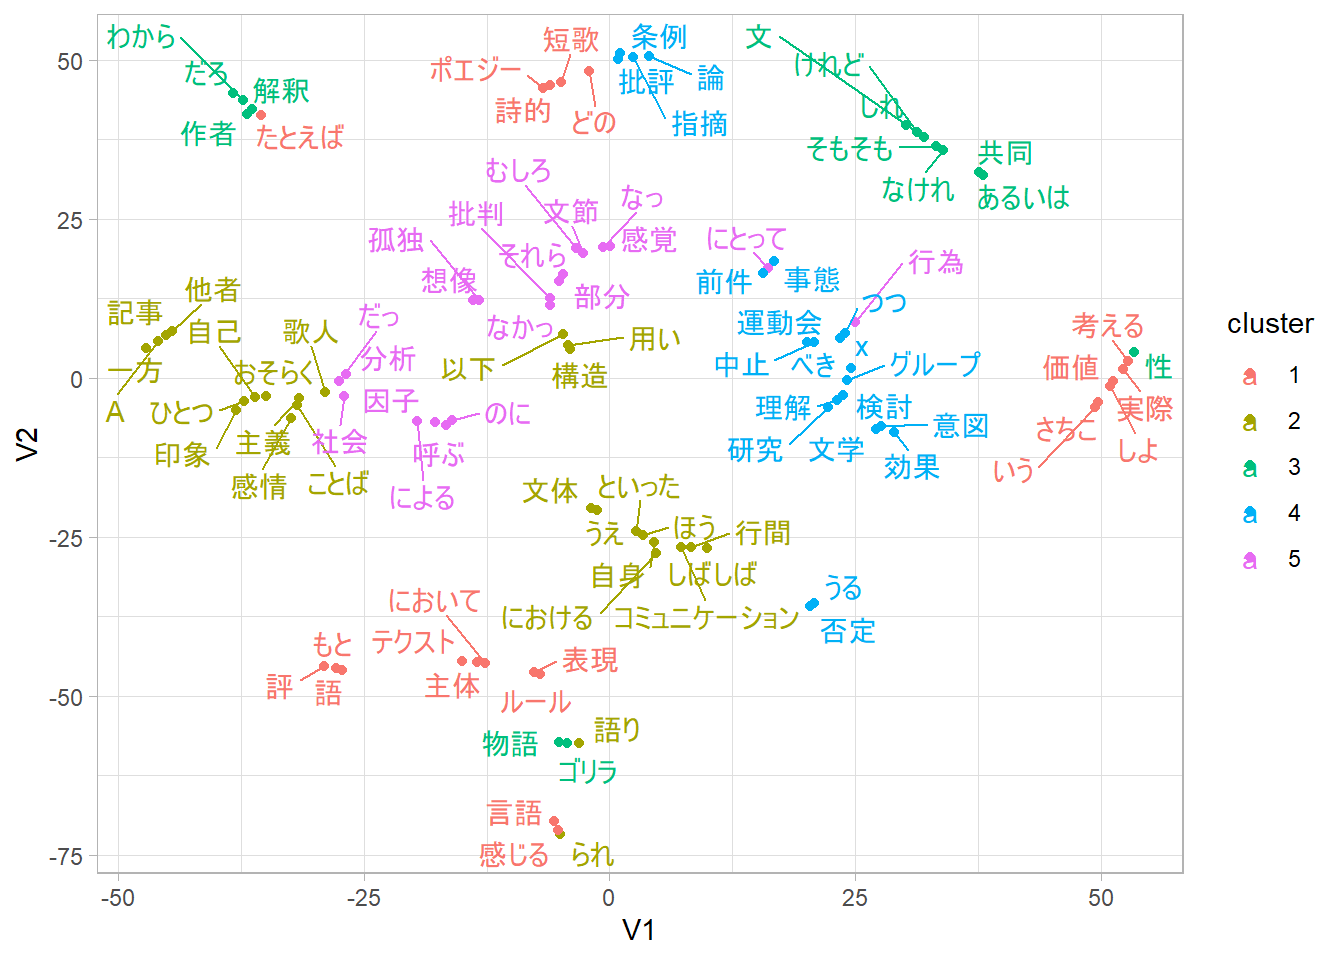 わから
短歌
条例
文
50
たろ
解釈
ポエジー
批評
論
けれど
作者
たとえば
詩的
どの
指摘
しれ
そもそも
共同
なけれ
あるいは
むしろ
なっ
25
批判
文節
孤独
それら
感覚
にとって
想像
部分
前件
事態
行為
他者
記事
自己
歌人
だっ
なかっ
用い
運動会
つつ
考える
cluster
一方
おそらく
分析
以下
構造
中止
べき
x
グループ
価値
性
0
A
ひとつ
因子
のに
理解
検討
実際
a 1
印象
主義
社会
呼ぶ
研究
文学
意図
さちこ
しよ
a 2
感情
ことば
による
効果
いう
a 3
文体
といった
a 4
-25
うえ
ほう
行間
a 5
自身
しばしば
における
コミュニケーション
うる
否定
において
もと
テクスト
表現
評
語
主体
ルール
-50
物語
語り
ゴリラ
言語
-75
感じる
られ
-50
-25
0
25
50
V1
V2